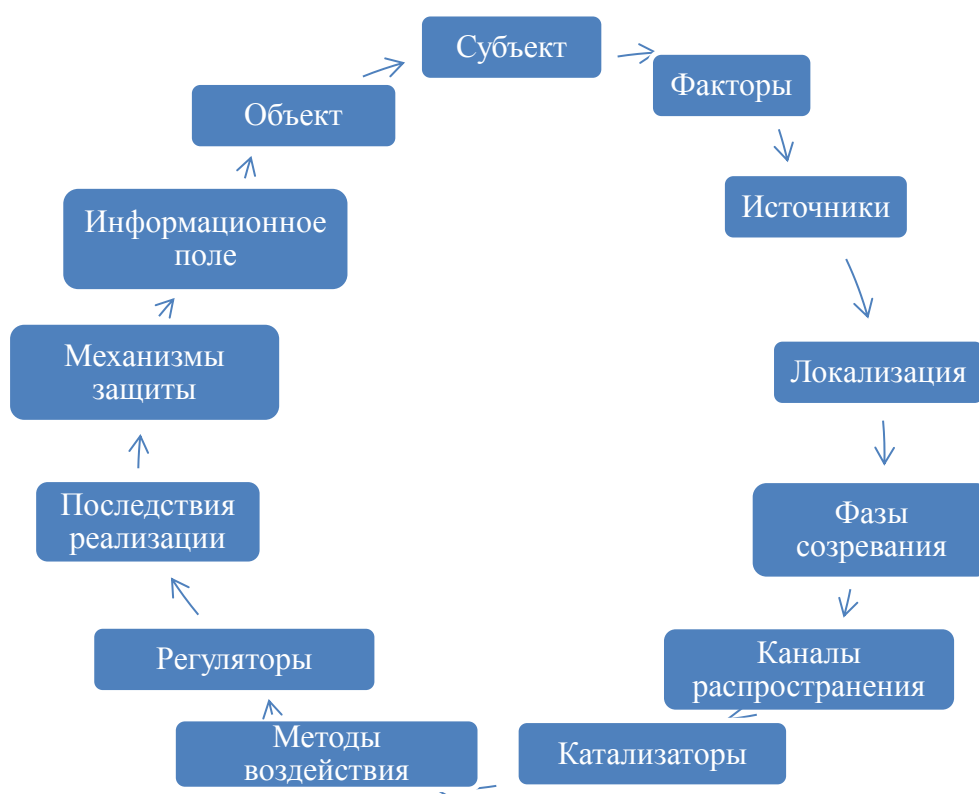 Субъект
Факторы
Источники
Локализация
Фазы
созревания
Каналы
распространения
Катализаторы
Методы
воздействия
Регуляторы
Последствия
реализации
Механизмы
защиты
Информационное
поле
Объект